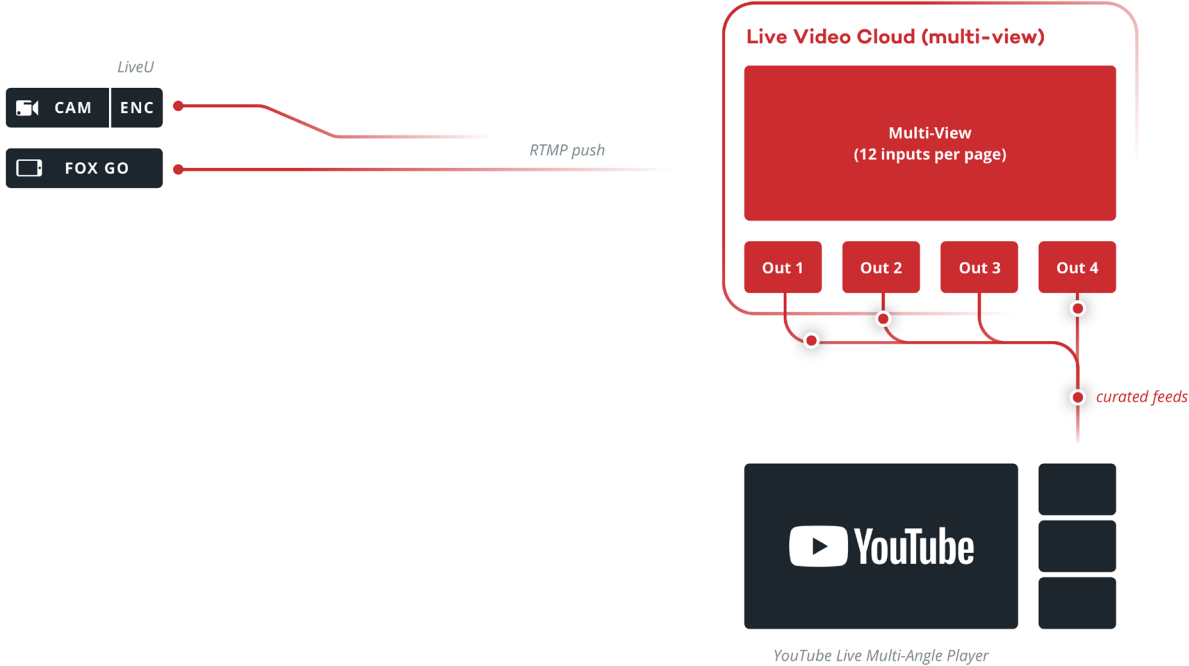 LiveU
CAM ENC
FOX GO
RTMP push
Live Video Cloud (multi-view)
Multi-View
(12 inputs per page)
Out 1 Out 2 Out 3 Out 4
curated feeds
YouTube
YouTube Live Multi-Angle Player